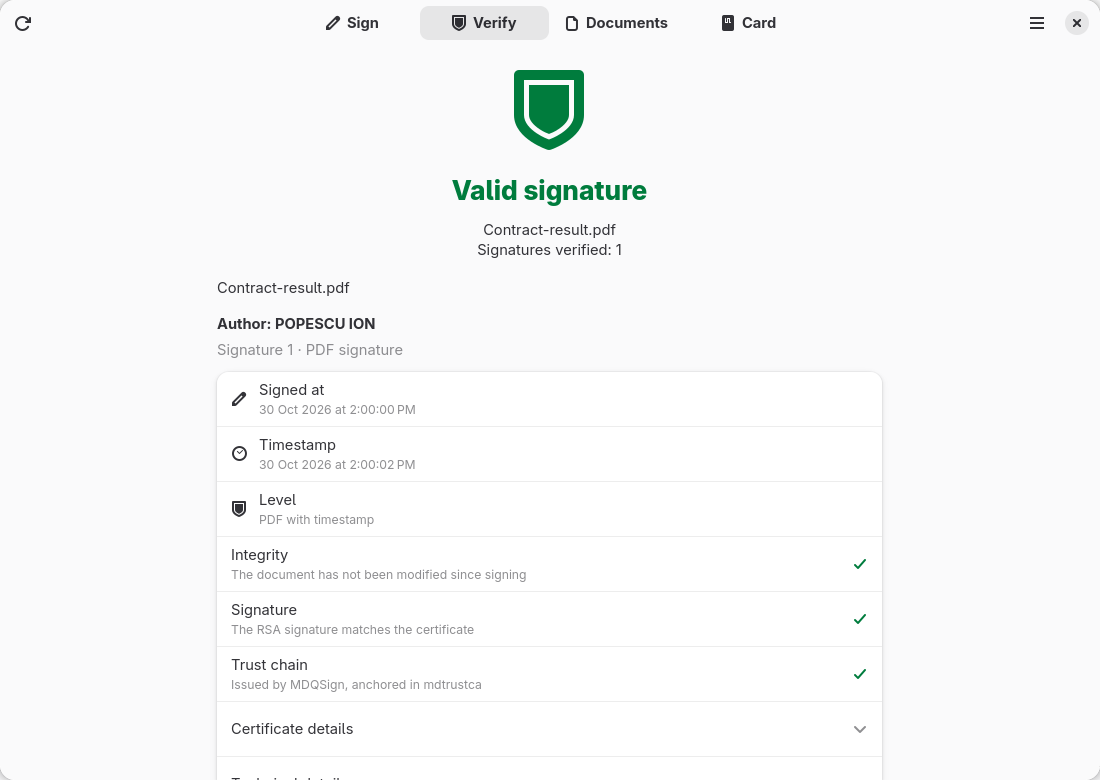 Sign
Verify
Documents
Card
Valid signature
Contract-result.pdf
Signatures verified: 1
Contract-result.pdf
Author: POPESCU ION
Signature 1 · PDF signature
Signed at
30 Oct 2026 at 2:00:00 PM
Timestamp
30 Oct 2026 at 2:00:02 PM
Level
PDF with timestamp
Integrity
The document has not been modified since signing
Signature
The RSA signature matches the certificate
Trust chain
Issued by MDQSign, anchored in mdtrustca
Certificate details